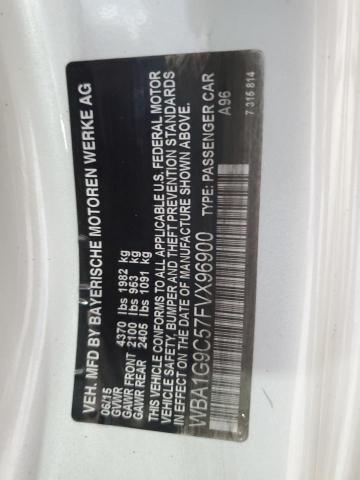 VEH. MFD BY BAYERISCHE MOTOREN WERKE AG
06/15
GVWR 4370 lbs 1982 kg
GAWR FRONT 2100 lbs 953 kg
GAWR REAR 2405 lbs 1091 kg
THIS VEHICLE CONFORMS TO ALL APPLICABLE U.S. FEDERAL MOTOR
VEHICLE SAFETY, BUMPER AND THEFT PREVENTION STANDARDS
IN EFFECT ON THE DATE OF MANUFACTURE SHOWN ABOVE.
WBA1G9C57FVX96900 TYPE: PASSENGER CAR
A96
7 315 814